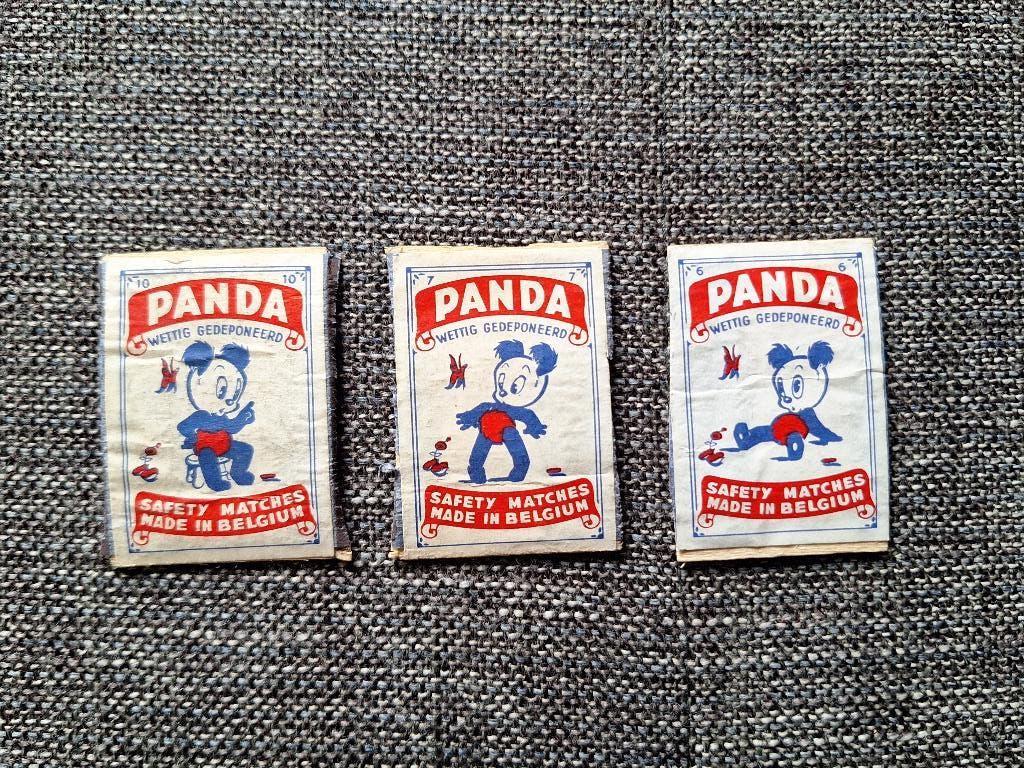 10 10
PANDA
WETTIG GEDEPONEERD
SAFETY MATCHES
MADE IN BELGIUM
7 7
PANDA
WETTIG GEDEPONEERD
SAFETY MATCHES
MADE IN BELGIUM
6 6
PANDA
WETTIG GEDEPONEERD
SAFETY MATCHES
MADE IN BELGIUM